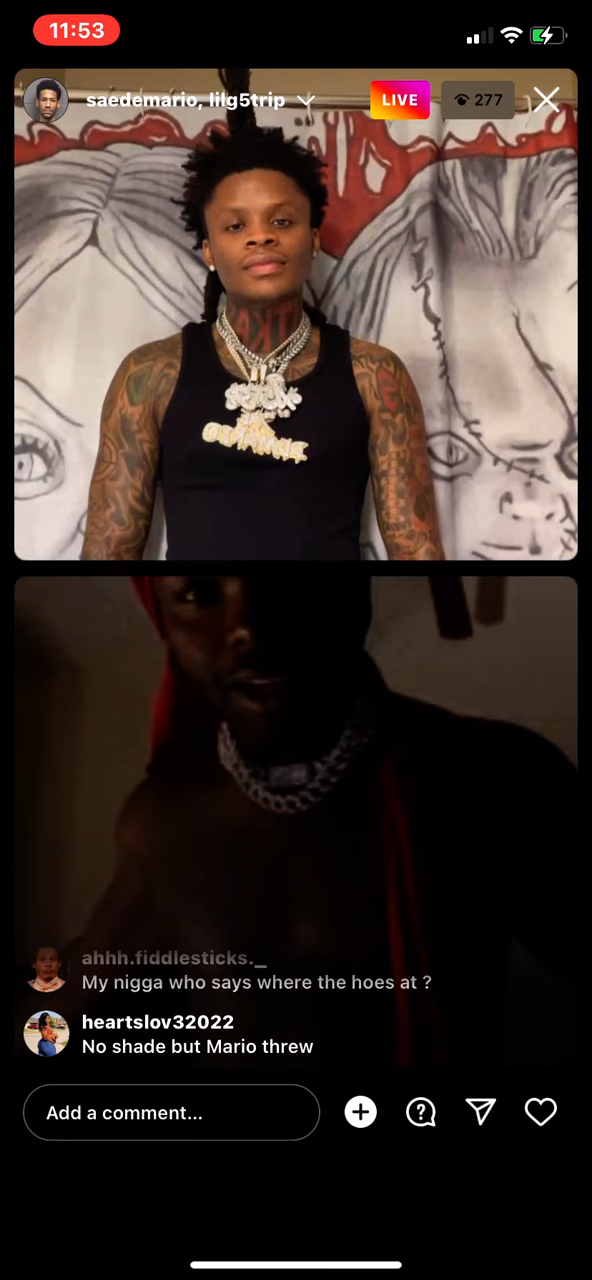 11:53
saedemario, lilg5trip
LIVE
277
ahhh.fiddlesticks._
My nigga who says where the hoes at ?
heartslov32022
No shade but Mario threw
Add a comment...